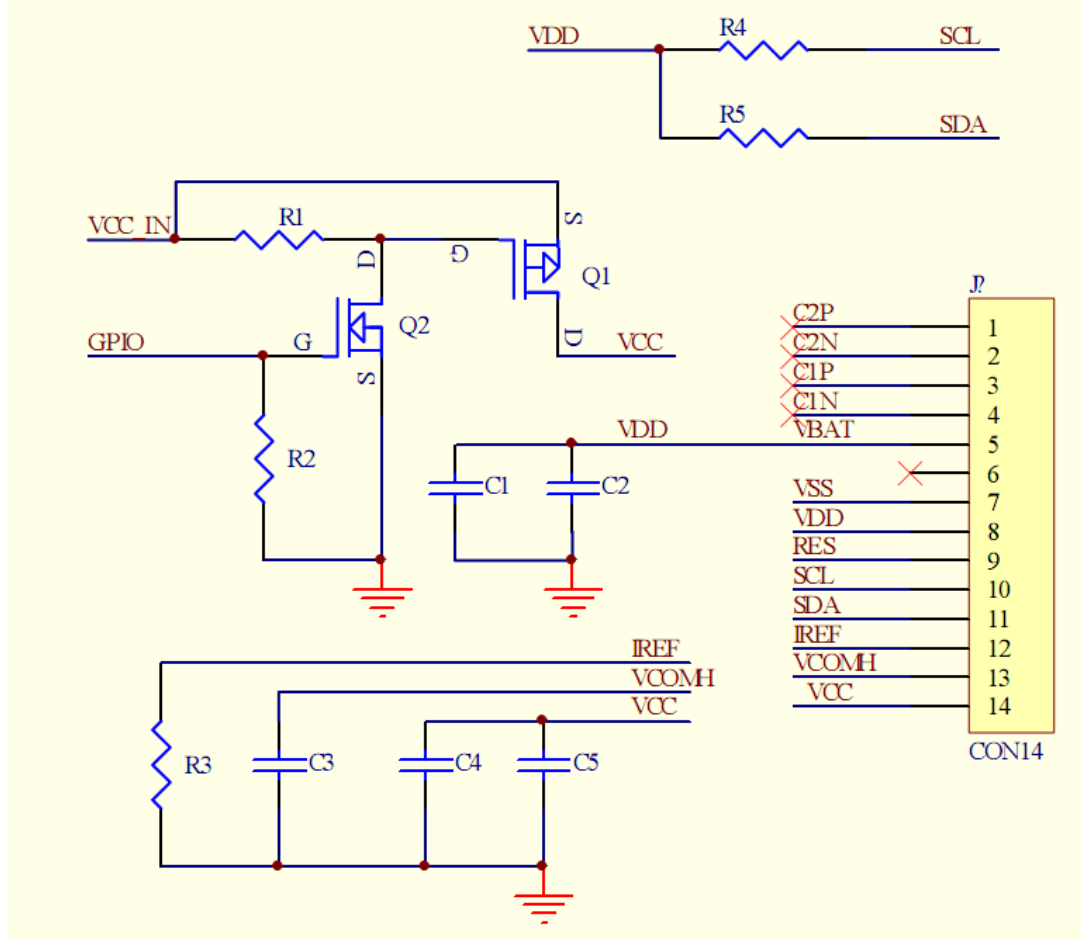 VDD
R4
SCL
R5
SDA
VCC_IN
R1
D
G
S
Q1
D
VCC
GPIO
G
Q2
S
R2
VDD
C1
C2
J?
C2P
1
C2N
2
C1P
3
C1N
4
VBAT
5
6
VSS
7
VDD
8
RES
9
SCL
10
SDA
11
IREF
12
VCOMH
13
VCC
14
CON14
IREF
VCOMH
VCC
R3
C3
C4
C5